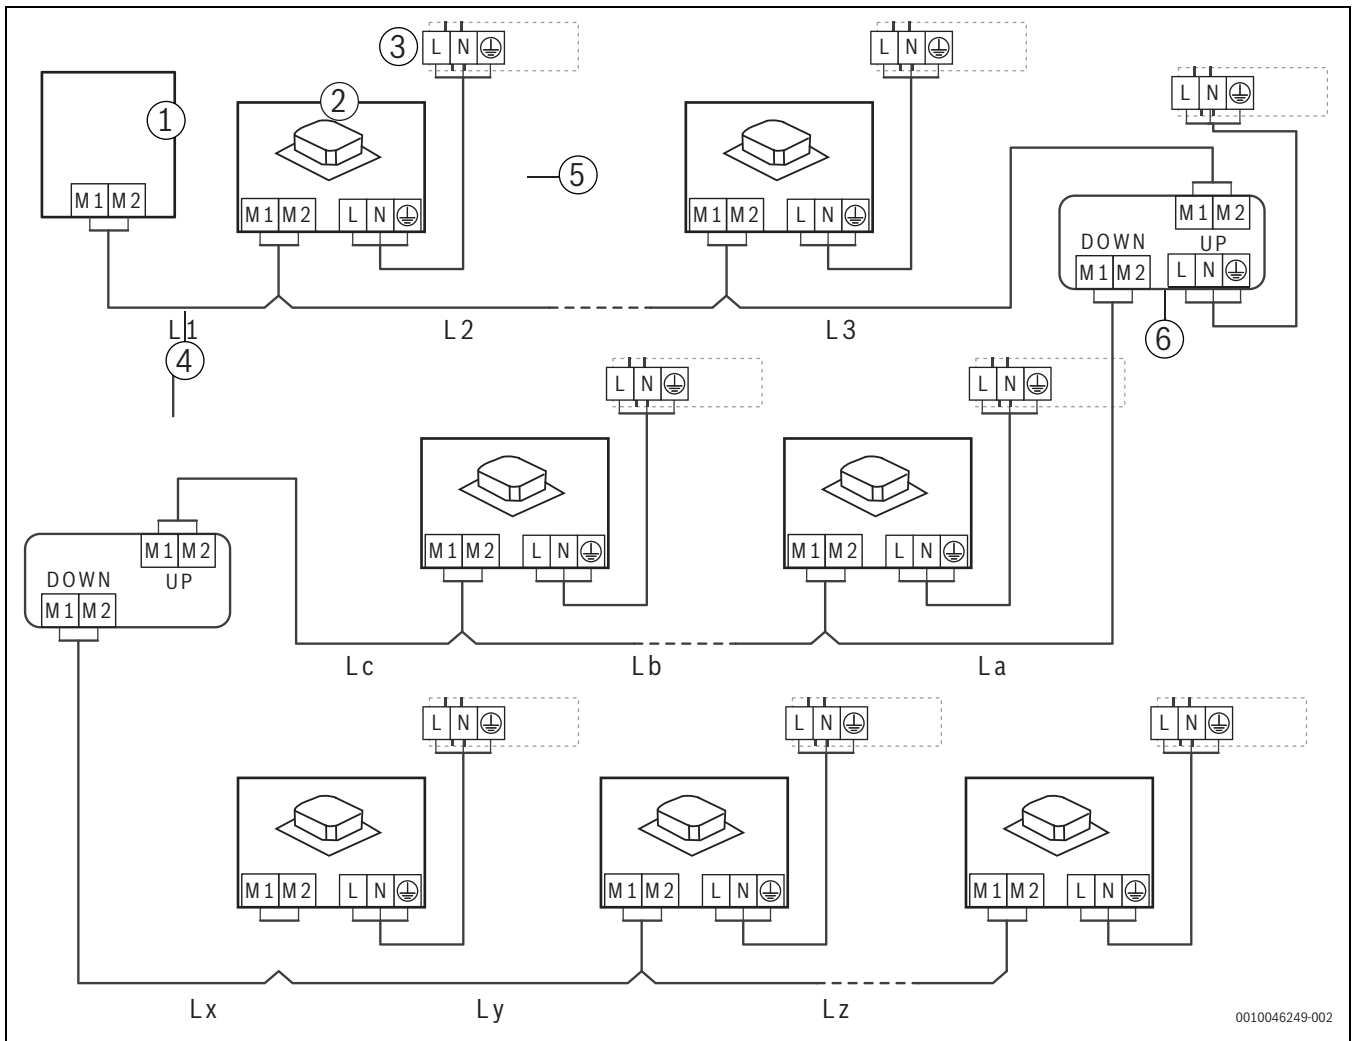 3 L N L N
1 2 L N
M1 M2 M1 M2 L N 5 M1 M2 L N M1 M2
DOWN UP
M1 M2 L N
L1 L2 L3 6
4
L N L N
M1 M2 L N M1 M2 L N M1 M2
DOWN UP
M1 M2
Lc Lb La
L N L N L N
M1 M2 L N M1 M2 L N M1 M2 L N
Lx Ly Lz
0010046249-002